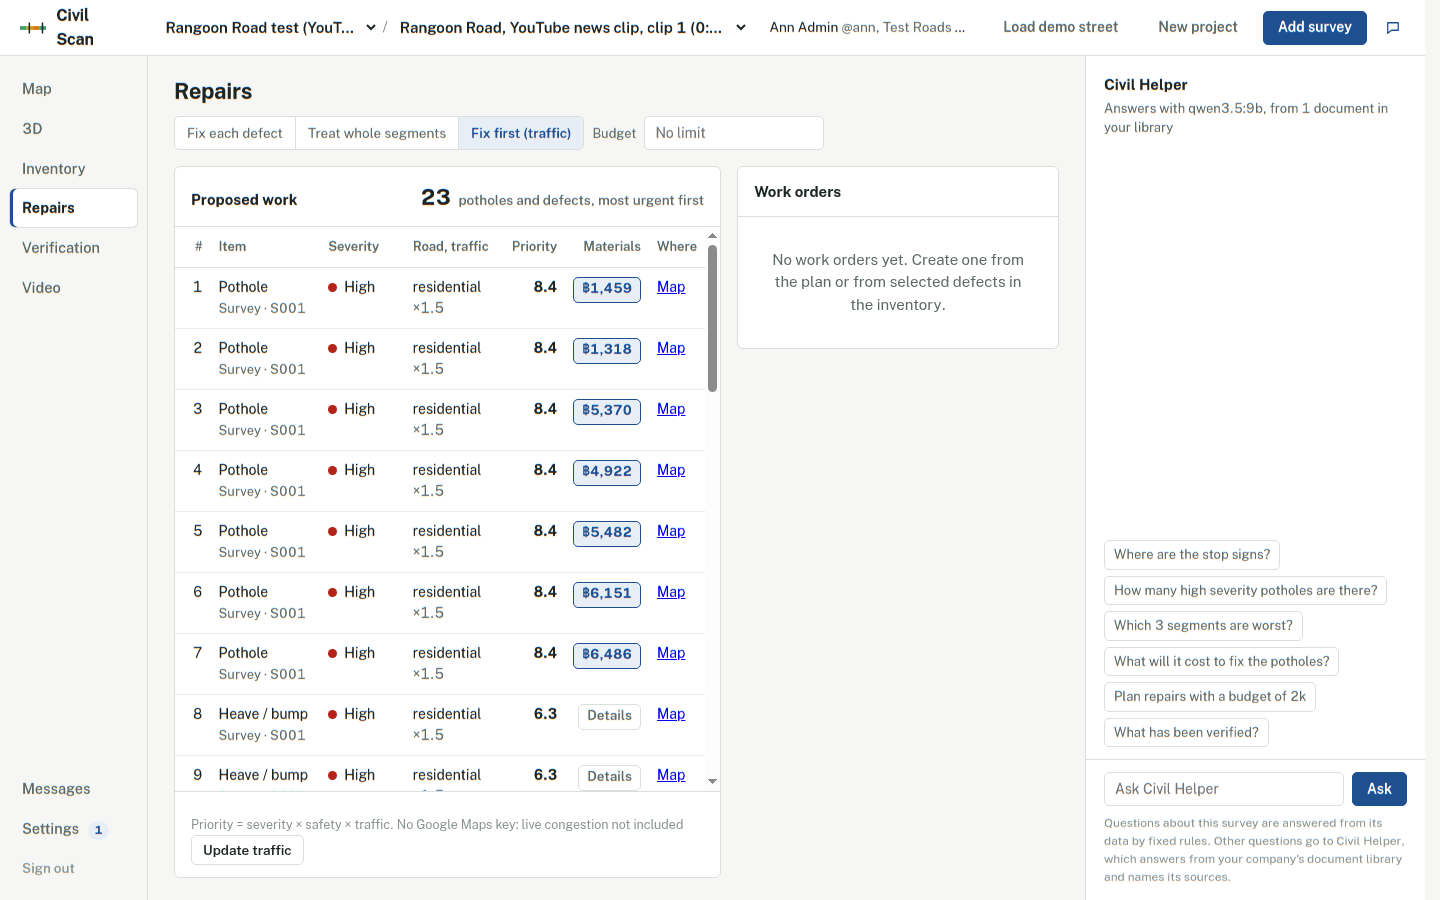 Civil Scan
Rangoon Road test (YouT... / Rangoon Road, YouTube news clip, clip 1 (0:... Ann Admin @ann, Test Roads ... Load demo street New project Add survey
Map
3D
Inventory
Repairs
Verification
Video
Messages
Settings 1
Sign out
Repairs
Fix each defect Treat whole segments Fix first (traffic) Budget No limit
Proposed work 23 potholes and defects, most urgent first
# Item Severity Road, traffic Priority Materials Where
1 Pothole High residential 8.4 ฿1,459 Map
Survey · S001 ×1.5
2 Pothole High residential 8.4 ฿1,318 Map
Survey · S001 ×1.5
3 Pothole High residential 8.4 ฿5,370 Map
Survey · S001 ×1.5
4 Pothole High residential 8.4 ฿4,922 Map
Survey · S001 ×1.5
5 Pothole High residential 8.4 ฿5,482 Map
Survey · S001 ×1.5
6 Pothole High residential 8.4 ฿6,151 Map
Survey · S001 ×1.5
7 Pothole High residential 8.4 ฿6,486 Map
Survey · S001 ×1.5
8 Heave / bump High residential 6.3 Details Map
Survey · S001 ×1.5
9 Heave / bump High residential 6.3 Details Map
Priority = severity × safety × traffic. No Google Maps key: live congestion not included
Update traffic
Work orders
No work orders yet. Create one from
the plan or from selected defects in
the inventory.
Civil Helper
Answers with qwen3.5:9b, from 1 document in
your library
Where are the stop signs?
How many high severity potholes are there?
Which 3 segments are worst?
What will it cost to fix the potholes?
Plan repairs with a budget of 2k
What has been verified?
Ask Civil Helper Ask
Questions about this survey are answered from its
data by fixed rules. Other questions go to Civil Helper,
which answers from your company's document library
and names its sources.